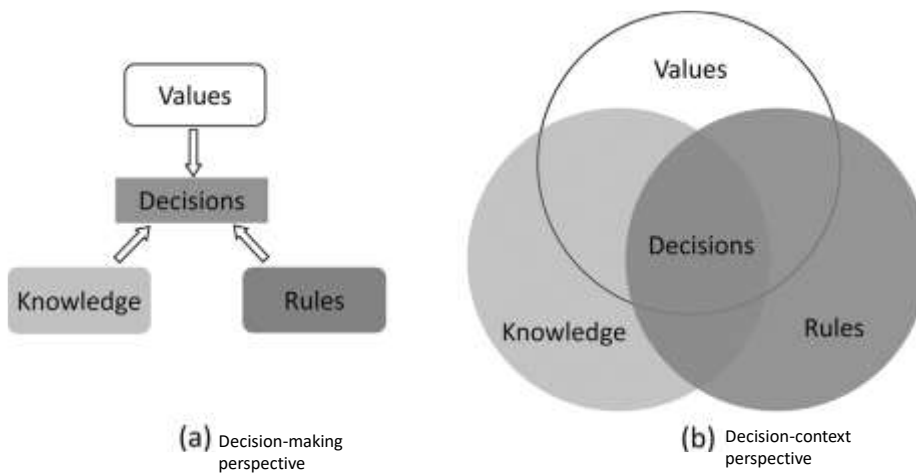 Values
Decisions
Knowledge
Rules
(a) Decision-making
perspective
Values
Decisions
Knowledge
Rules
(b) Decision-context
perspective